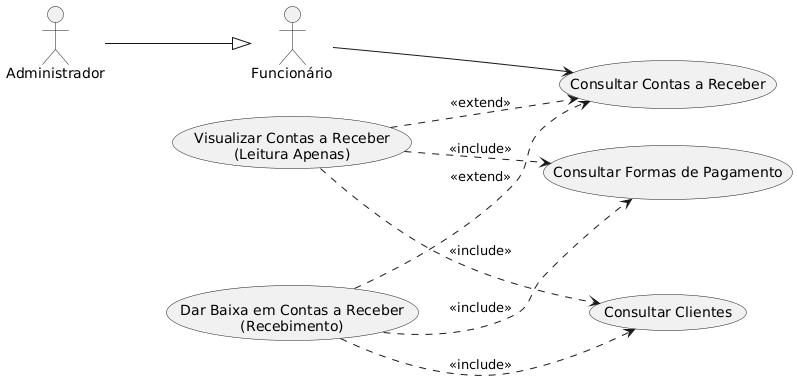 Administrador
Funcionário
Consultar Contas a Receber
«extend»
Visualizar Contas a Receber
(Leitura Apenas)
«include»
Consultar Formas de Pagamento
«extend»
«include»
Dar Baixa em Contas a Receber
(Recebimento)
«include»
Consultar Clientes
«include»